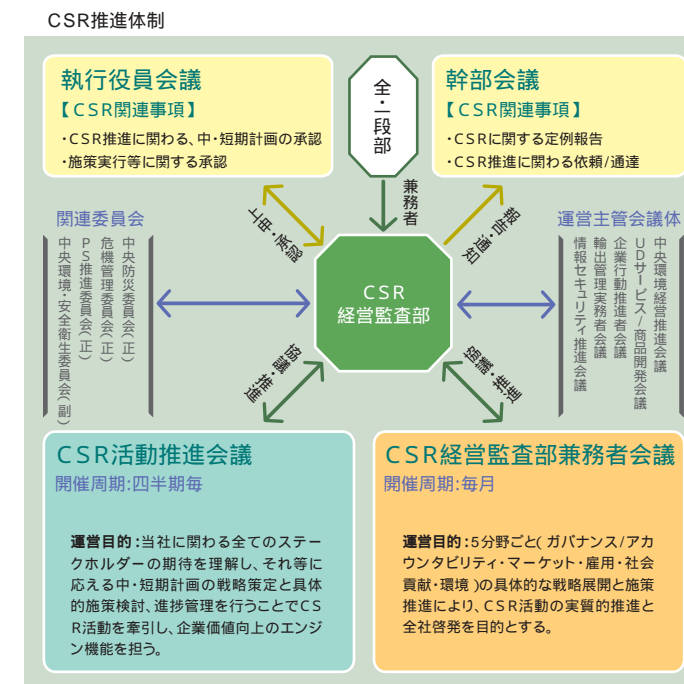 CSR推進体制
執行役員会議
【CSR関連事項】
・CSR推進に関わる、中・短期計画の承認
・施策実行等に関する承認
全・二段部
幹部会議
【CSR関連事項】
・CSRに関する定例報告
・CSR推進に関わる依頼/通達
兼務者
上申・承認
報告・通知
関連委員会
中央防災委員会(正)
危機管理委員会(正)
PS推進委員会(正)
中央環境・安全衛生委員会(副)
CSR
経営監査部
運営主管会議体
中央環境経営推進会議
UDサービス/商品開発会議
企業行動推進者会議
輸出管理実務者会議
情報セキュリティ推進会議
協議・推進
協議・推進
CSR活動推進会議
開催周期:四半期毎
運営目的:当社に関わる全てのステー
クホルダーの期待を理解し、それ等に
応える中・短期計画の戦略策定と具体
的施策検討、進捗管理を行うことでCS
R活動を牽引し、企業価値向上のエンジ
ン機能を担う。
CSR経営監査部兼務者会議
開催周期:毎月
運営目的:5分野ごと(ガバナンス/アカ
ウンタビリティ・マーケット・雇用・社会
貢献・環境)の具体的な戦略展開と施策
推進により、CSR活動の実質的推進と
全社啓発を目的とする。